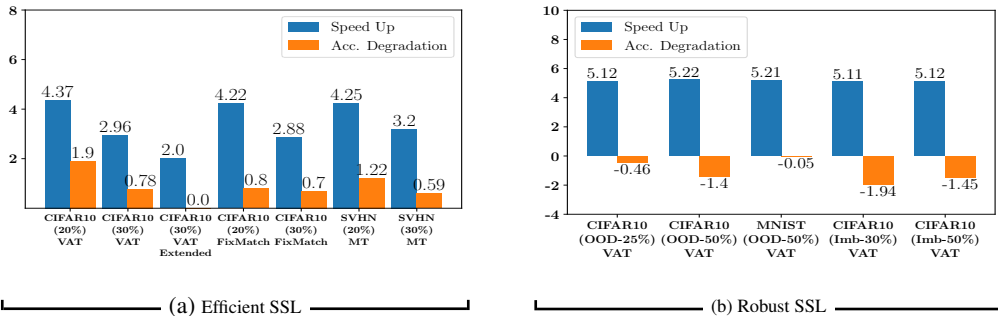 8
6
4
2
Speed Up
Acc. Degradation
4.37
1.9
2.96
0.78
2.0
0.0
4.22
0.8
2.88
0.7
4.25
1.22
3.2
0.59
CIFAR10 (20%) VAT
CIFAR10 (30%) VAT
CIFAR10 (30%) VAT Extended
CIFAR10 (20%) FixMatch
CIFAR10 (30%) FixMatch
SVHN (20%) MT
SVHN (30%) MT
(a) Efficient SSL
10
8
6
4
2
0
-2
-4
Speed Up
Acc. Degradation
5.12
-0.46
5.22
-1.4
5.21
-0.05
5.11
-1.94
5.12
-1.45
CIFAR10 (OOD-25%) VAT
CIFAR10 (OOD-50%) VAT
MNIST (OOD-50%) VAT
CIFAR10 (Imb-30%) VAT
CIFAR10 (Imb-50%) VAT
(b) Robust SSL